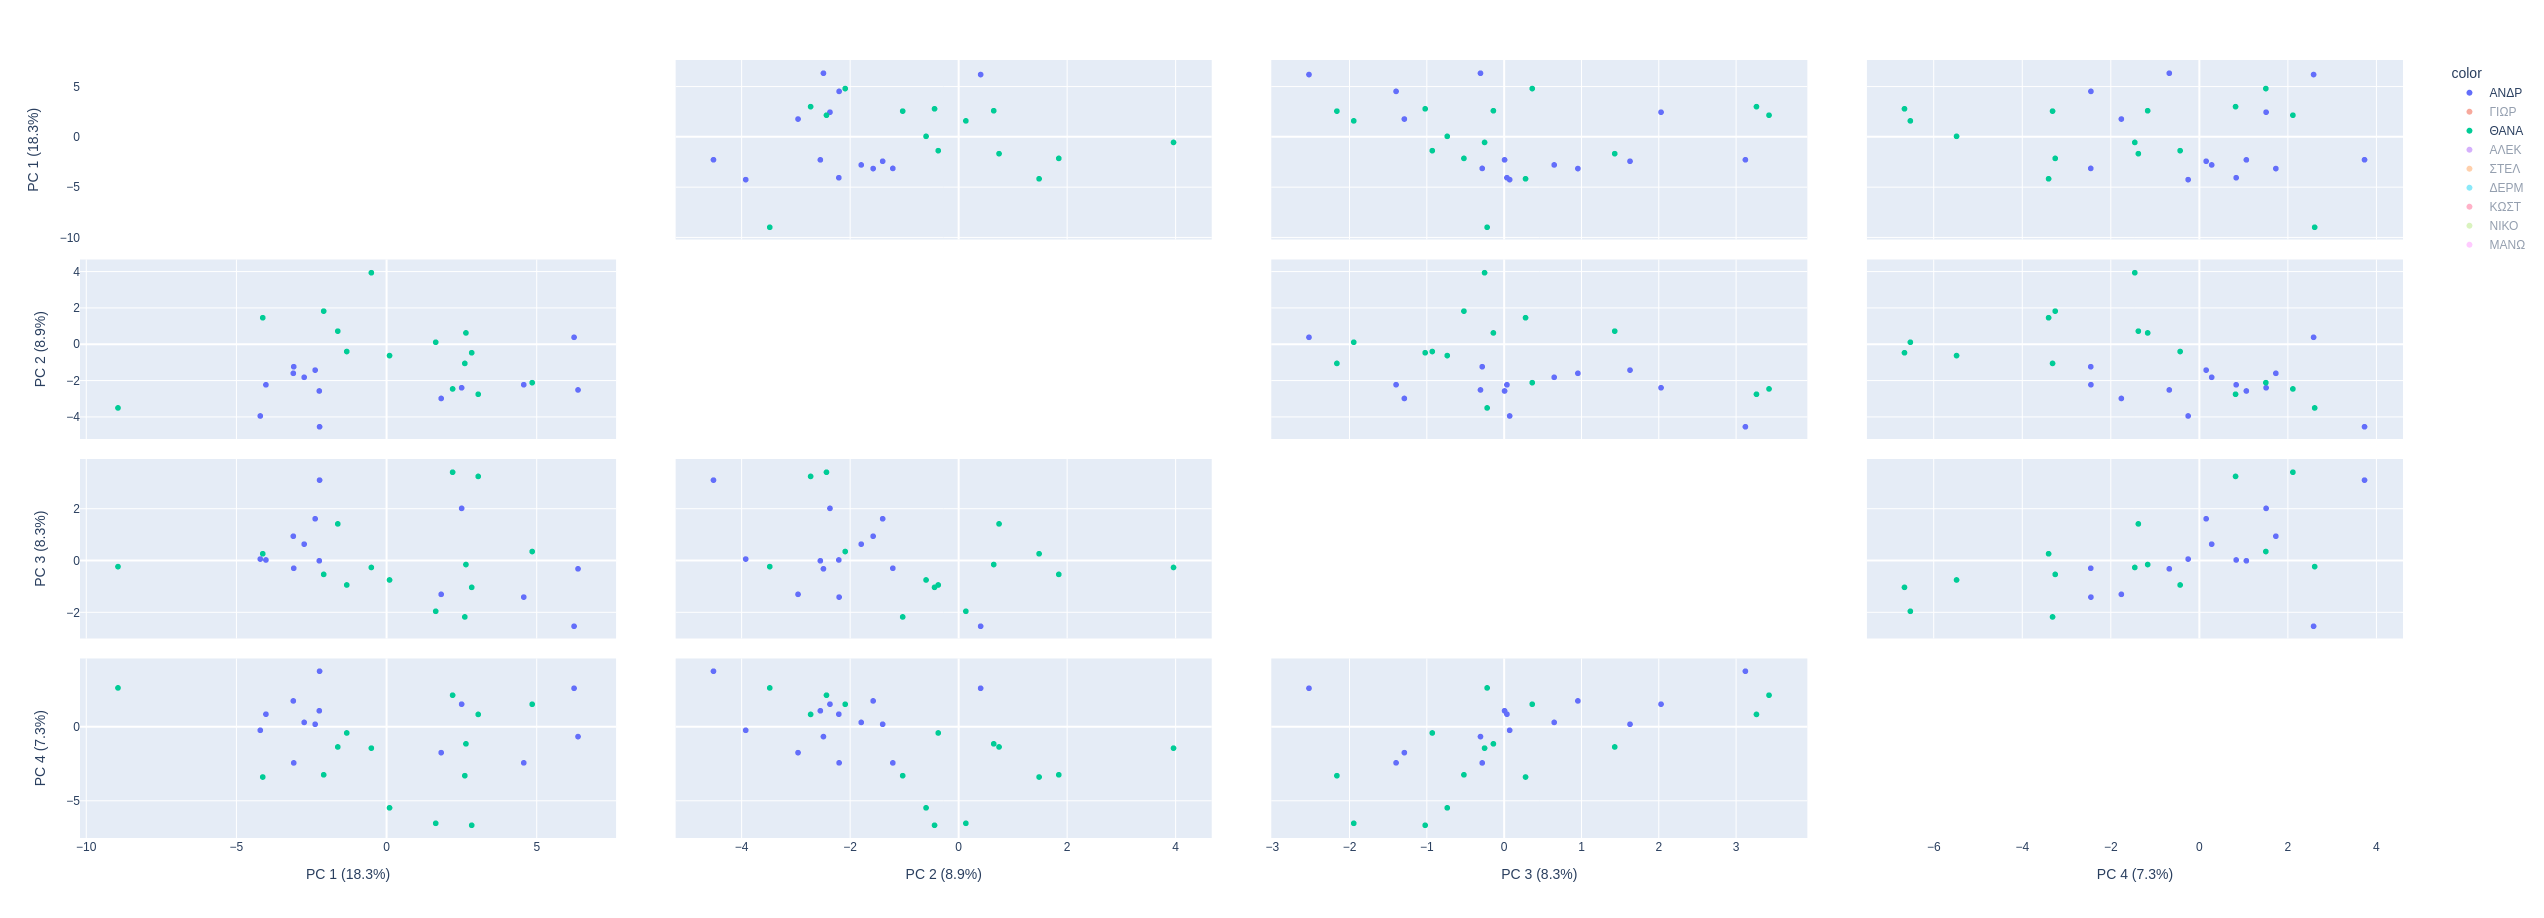 color
ΑΝΔΡ
ΓΙΩΡ
ΘΑΝΑ
ΑΛΕΚ
ΣΤΕΛ
ΔΕΡΜ
ΚΩΣΤ
ΝΙΚΟ
ΜΑΝΩ
PC 1 (18.3%)
5
0
−5
−10
PC 2 (8.9%)
4
2
0
−2
−4
PC 3 (8.3%)
2
0
−2
PC 4 (7.3%)
0
−5
−10 −5 0 5
−4 −2 0 2 4
−3 −2 −1 0 1 2 3
−6 −4 −2 0 2 4
PC 1 (18.3%)
PC 2 (8.9%)
PC 3 (8.3%)
PC 4 (7.3%)